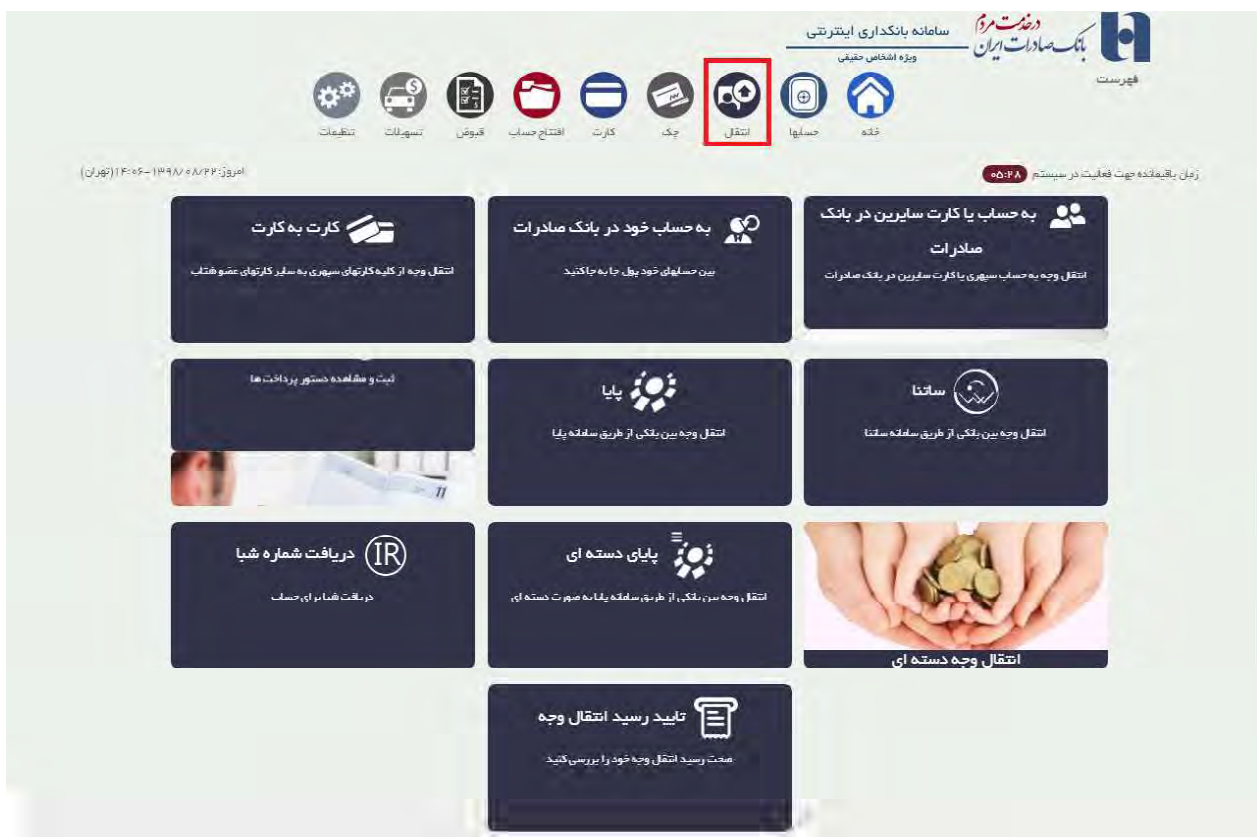 درخدمت مردم
بانک صادرات ایران
سامانه بانکداری اینترنتی
ویژه اشخاص حقیقی
فهرست
خانه
حسابها
انتقال
چک
کارت
افتتاح حساب
قبوض
تسهیلات
تنظیمات
زمان باقیمانده جهت فعالیت در سیستم ۰۵:۲۸
امروز: ۱۳۹۸/۰۸/۲۲ – ۱۴:۰۶ (تهران)
به حساب یا کارت سایرین در بانک
صادرات
انتقال وجه به حساب سپهری یا کارت سایرین در بانک صادرات
به حساب خود در بانک صادرات
بین حسابهای خود پول جا به جا کنید
کارت به کارت
انتقال وجه از کلیه کارتهای سپهری به سایر کارتهای عضو شتاب
ساتنا
انتقال وجه بین بانکی از طریق سامانه ساتنا
پایا
انتقال وجه بین بانکی از طریق سامانه پایا
ثبت و مشاهده دستور پرداخت ها
11
انتقال وجه دسته ای
پایای دسته ای
انتقال وجه بین بانکی از طریق سامانه پایا به صورت دسته ای
IR
دریافت شماره شبا
دریافت شبا برای حساب
تایید رسید انتقال وجه
صحت رسید انتقال وجه خود را بررسی کنید